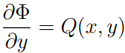 ∂Φ/∂y = Q(x, y)